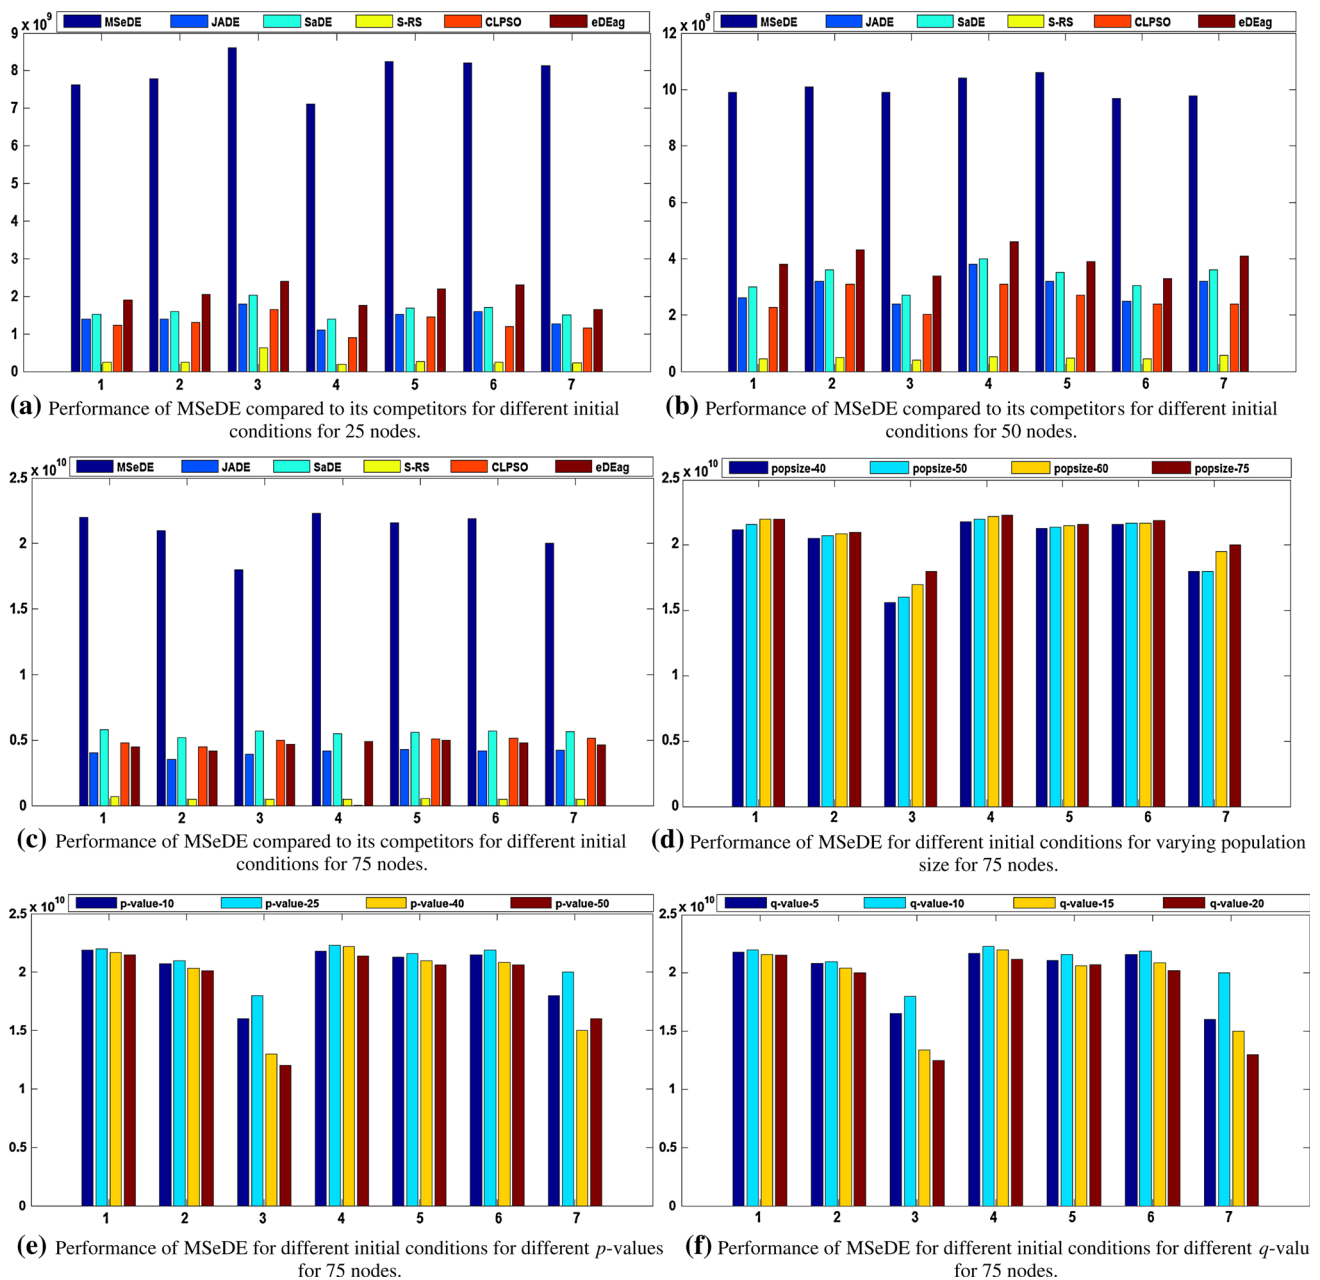 MSeDE JADE SaDE S-RS CLPSO eDEag
x 10^9
9
8
7
6
5
4
3
2
1
0
1 2 3 4 5 6 7
(a) Performance of MSeDE compared to its competitors for different initial
conditions for 25 nodes.
MSeDE JADE SaDE S-RS CLPSO eDEag
x 10^9
12
10
8
6
4
2
0
1 2 3 4 5 6 7
(b) Performance of MSeDE compared to its competitors for different initial
conditions for 50 nodes.
MSeDE JADE SaDE S-RS CLPSO eDEag
x 10^10
2.5
2
1.5
1
0.5
0
1 2 3 4 5 6 7
(c) Performance of MSeDE compared to its competitors for different initial
conditions for 75 nodes.
popsize-40 popsize-50 popsize-60 popsize-75
x 10^10
2.5
2
1.5
1
0.5
0
1 2 3 4 5 6 7
(d) Performance of MSeDE for different initial conditions for varying population
size for 75 nodes.
p-value-10 p-value-25 p-value-40 p-value-50
x 10^10
2.5
2
1.5
1
0.5
0
1 2 3 4 5 6 7
(e) Performance of MSeDE for different initial conditions for different p-values
for 75 nodes.
q-value-5 q-value-10 q-value-15 q-value-20
x 10^10
2.5
2
1.5
1
0.5
0
1 2 3 4 5 6 7
(f) Performance of MSeDE for different initial conditions for different q-valu
for 75 nodes.